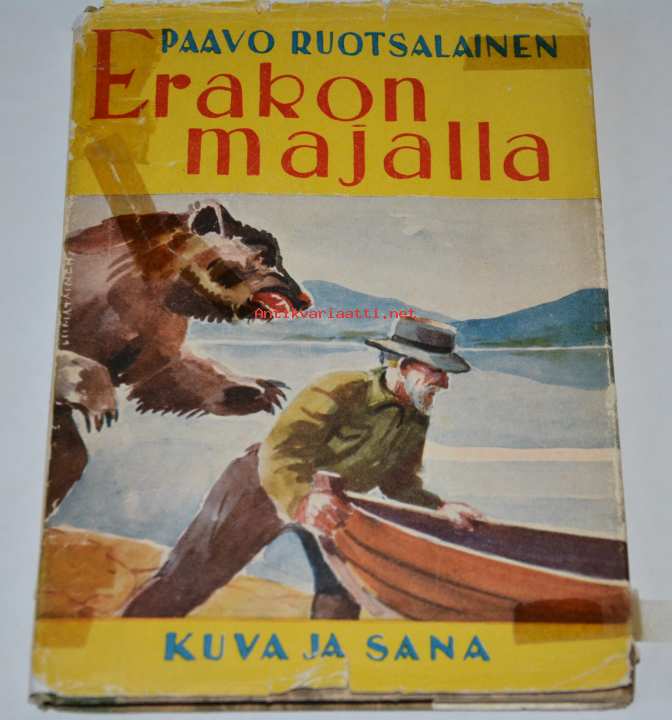 PAAVO RUOTSALAINEN
Erakon
majalla
Antikvariaatti.net
KUVA JA SANA